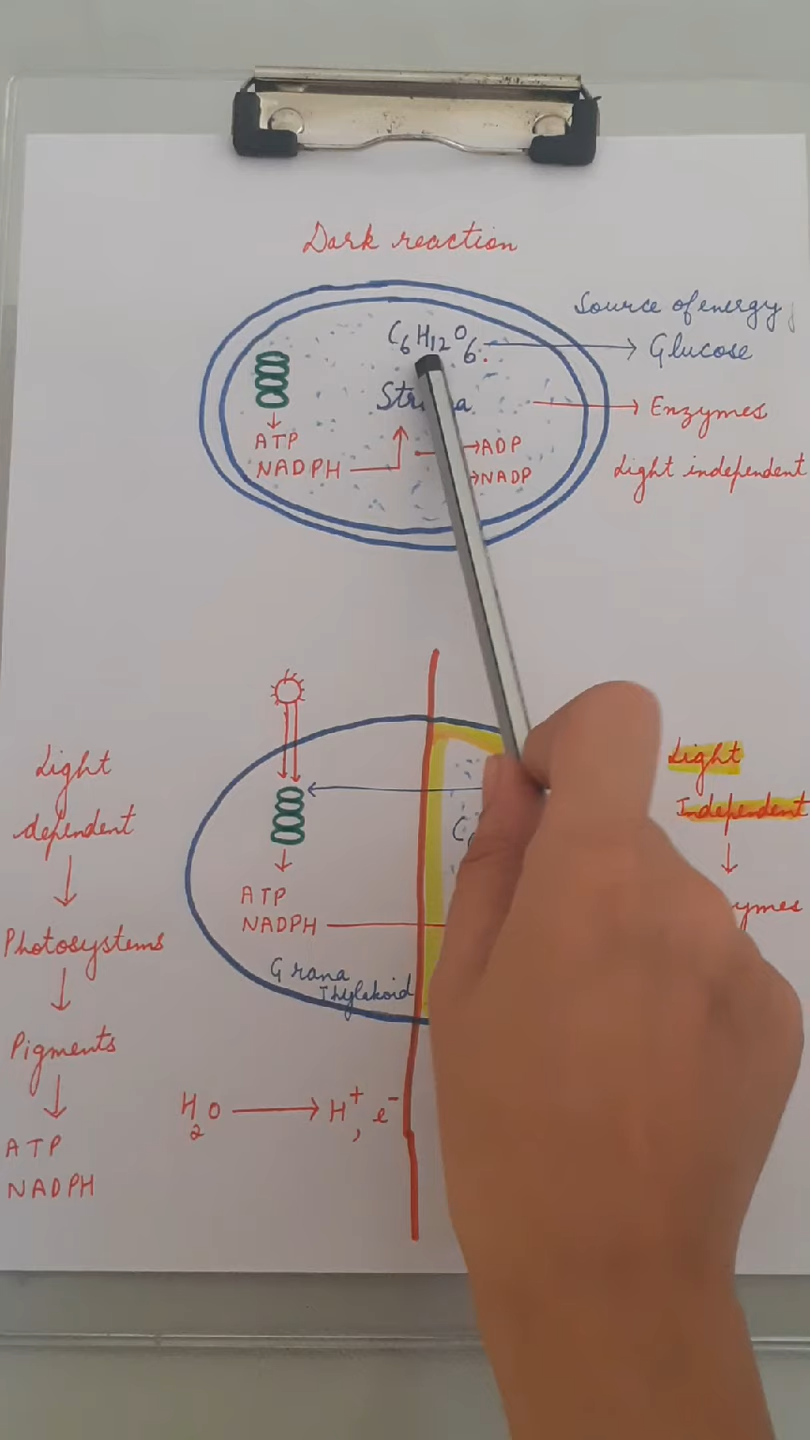 Dark reaction
Source of energy
C6H12O6 → Glucose
Enzymes
ATP
NADPH
ADP
NADP
Light independent
Light
dependent
Photosystems
Pigments
ATP
NADPH
ATP
NADPH
Grana
Thylakoid
H2O → H+, e-
Light
Independent